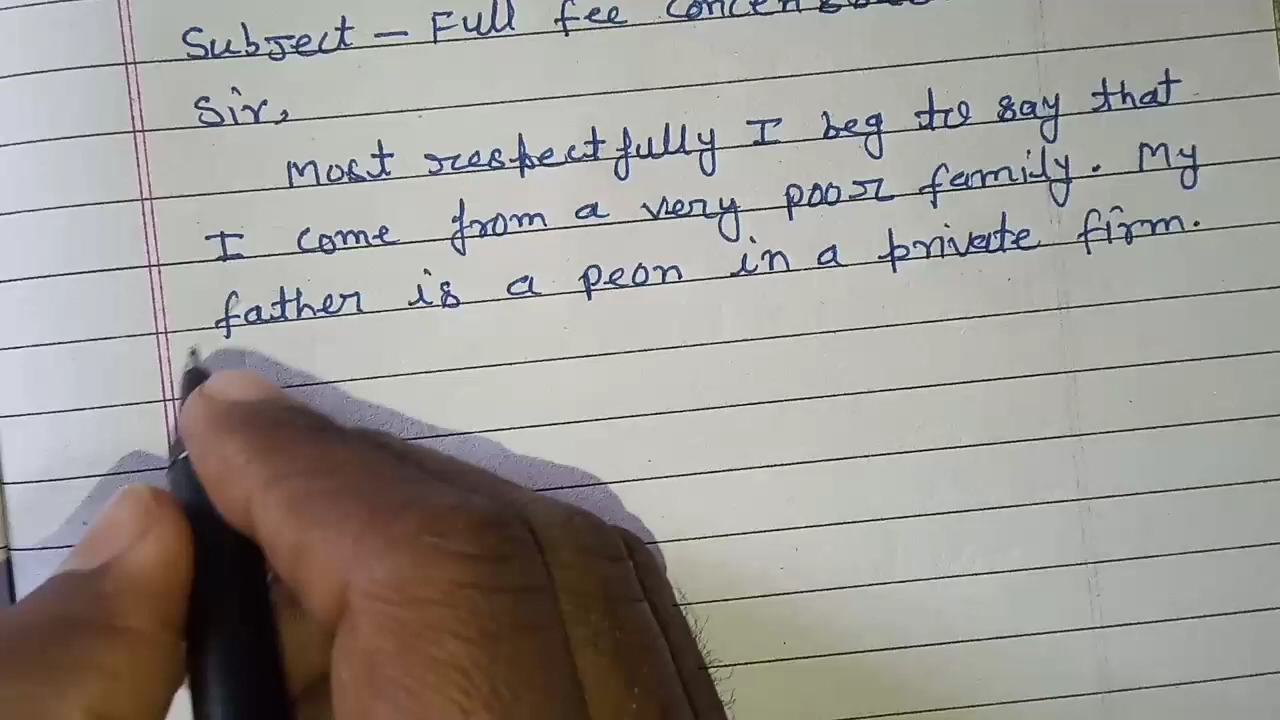 Subject – Full fee
Sir,
Most respectfully I beg to say that
I come from a very poor family. My
father is a peon in a private firm.